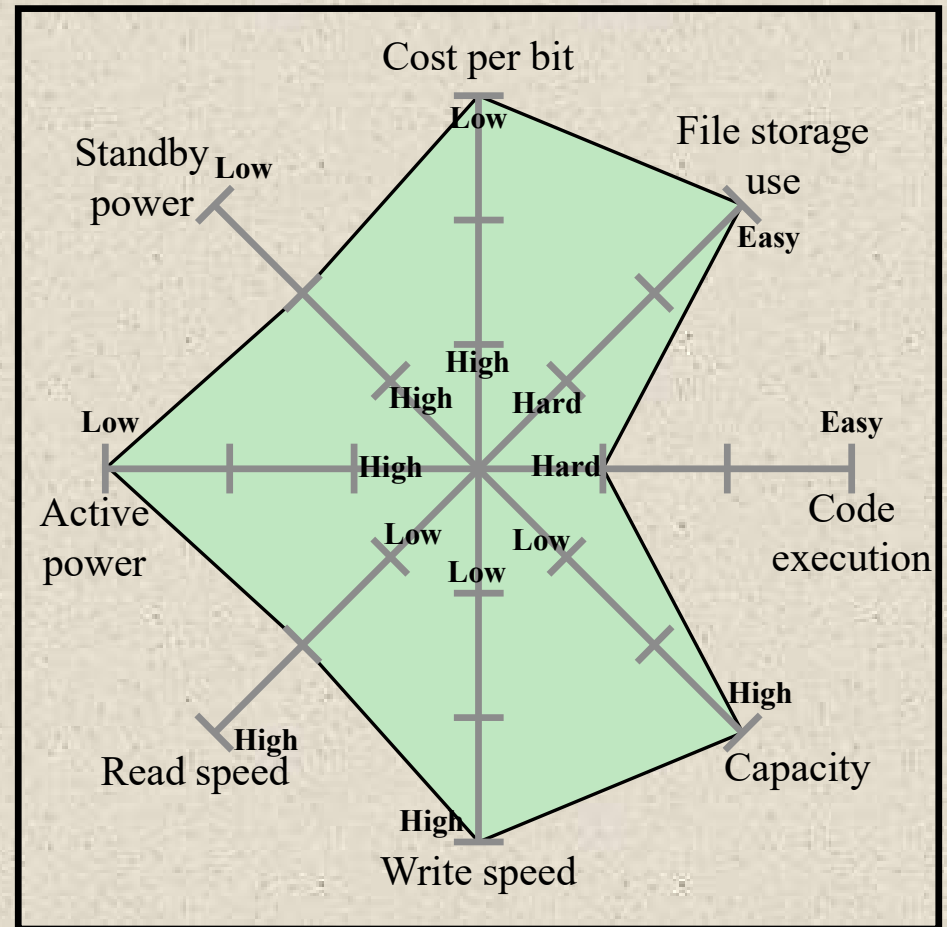 Cost per bit
Low
File storage
use
Standby
Low
power
Easy
High
High
Hard
Low
Easy
High
Hard
Active
power
Code
execution
Low
Low
Low
High
High
Read speed
Capacity
High
Write speed